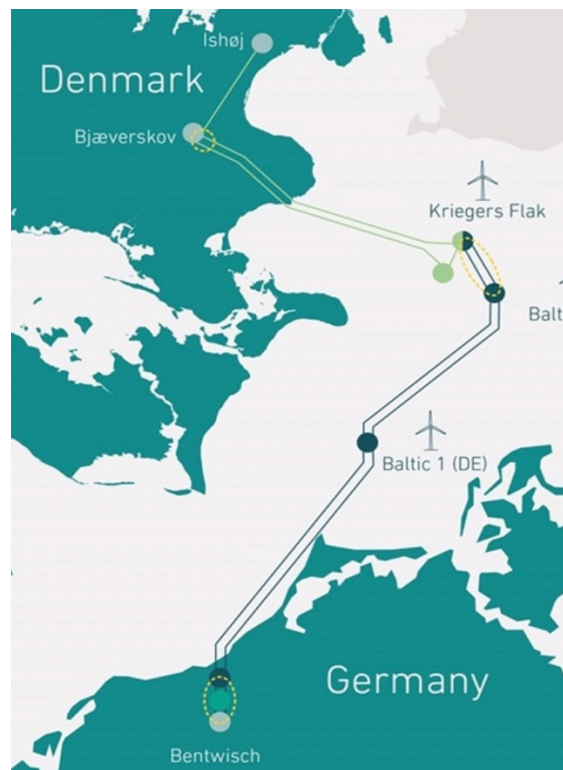 Ishøj
Denmark
Bjæverskov
Kriegers Flak
Balt
Baltic 1 (DE)
Germany
Bentwisch